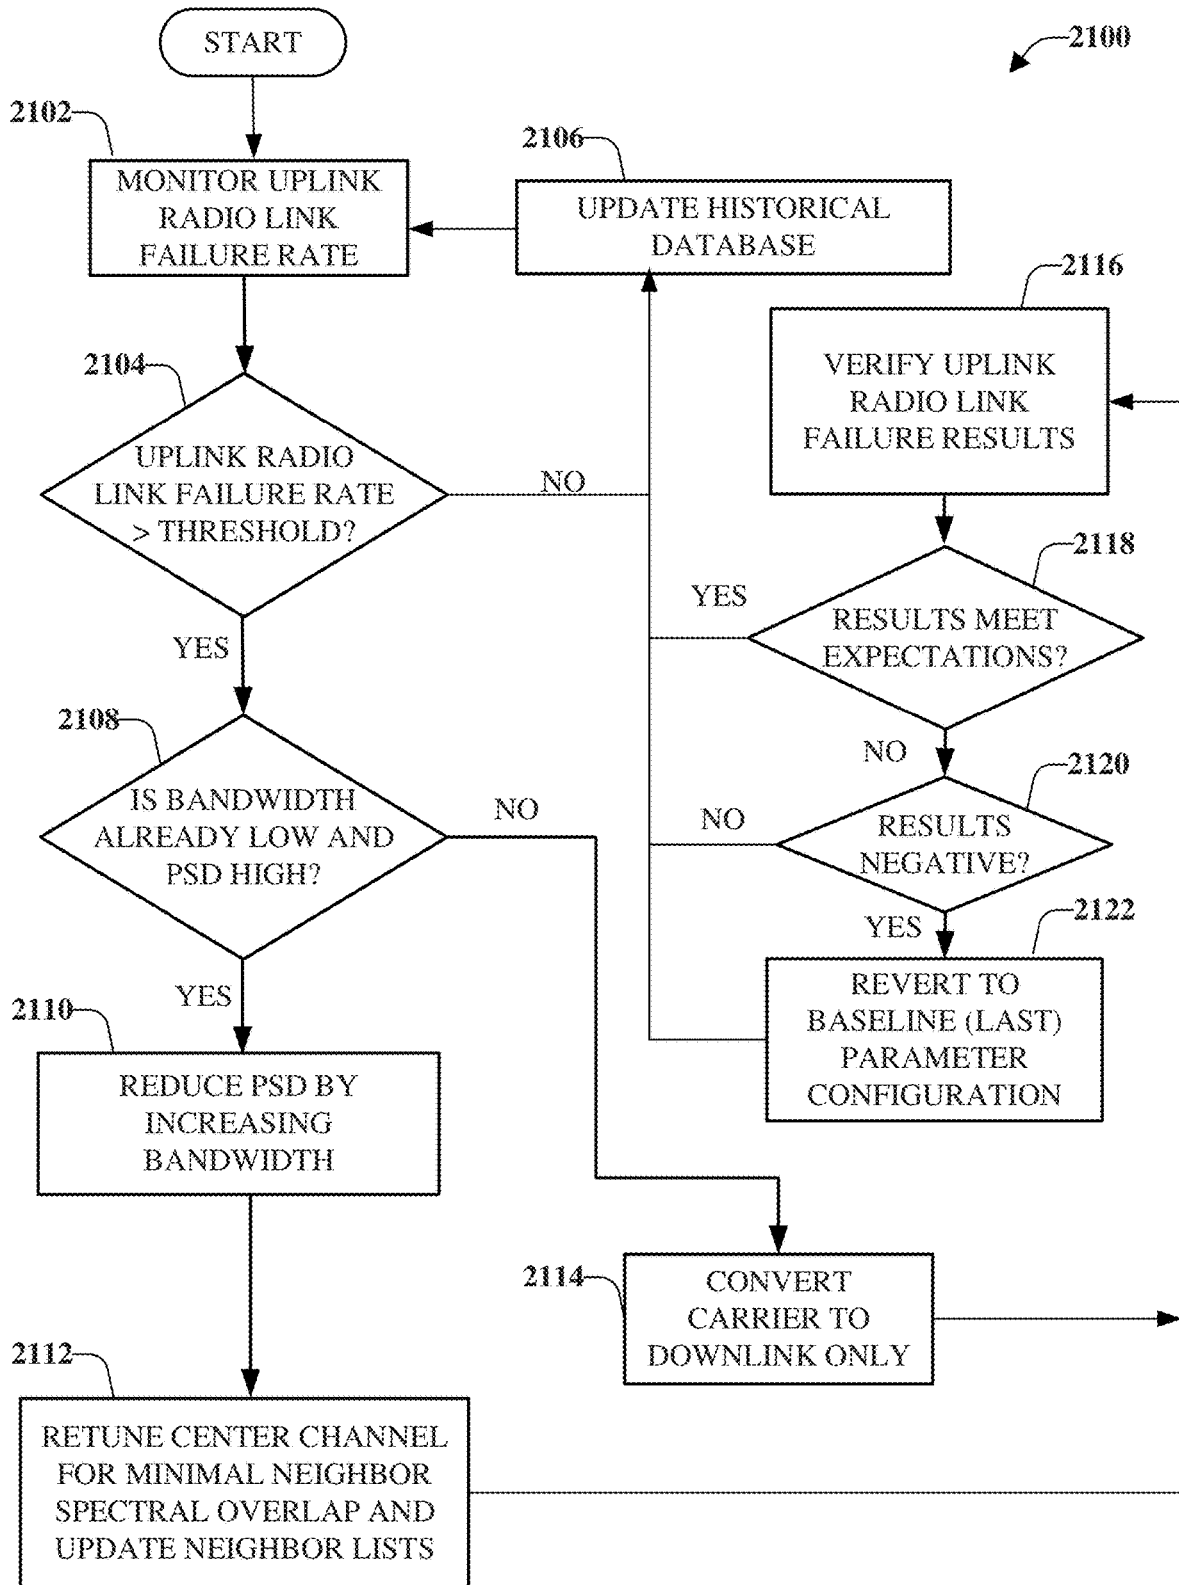 START
2100
2102
MONITOR UPLINK
RADIO LINK
FAILURE RATE
2106
UPDATE HISTORICAL
DATABASE
2116
VERIFY UPLINK
RADIO LINK
FAILURE RESULTS
2104
UPLINK RADIO
LINK FAILURE RATE
> THRESHOLD?
NO
YES
2118
RESULTS MEET
EXPECTATIONS?
YES
NO
2108
IS BANDWIDTH
ALREADY LOW AND
PSD HIGH?
NO
YES
2120
RESULTS
NEGATIVE?
NO
YES
2122
REVERT TO
BASELINE (LAST)
PARAMETER
CONFIGURATION
2110
REDUCE PSD BY
INCREASING
BANDWIDTH
2114
CONVERT
CARRIER TO
DOWNLINK ONLY
2112
RETUNE CENTER CHANNEL
FOR MINIMAL NEIGHBOR
SPECTRAL OVERLAP AND
UPDATE NEIGHBOR LISTS